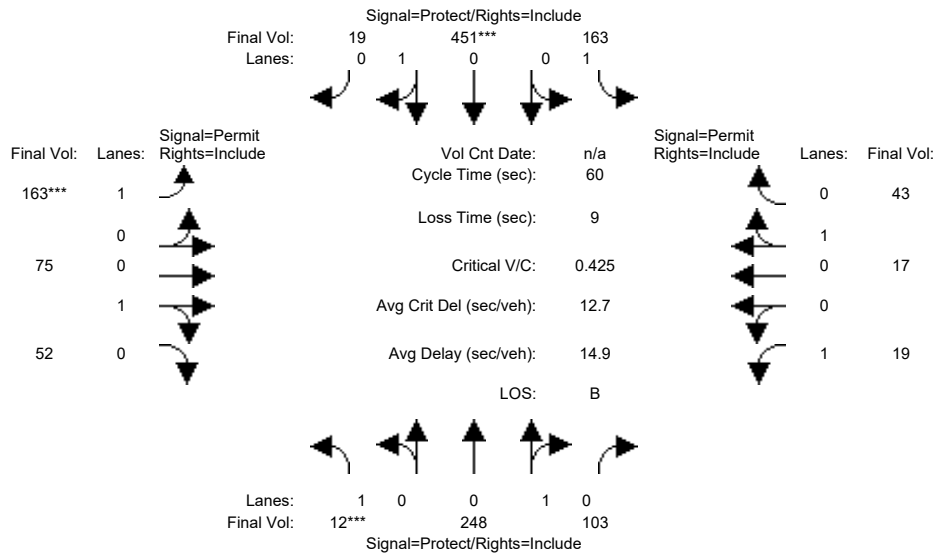 Signal=Protect/Rights=Include
Final Vol: 19 451*** 163
Lanes: 0 1 0 0 1
Signal=Permit Signal=Permit
Final Vol: Lanes: Rights=Include Vol Cnt Date: n/a Rights=Include Lanes: Final Vol:
Cycle Time (sec): 60
163*** 1 0 43
Loss Time (sec): 9
0 1
75 0 Critical V/C: 0.425 0 17
1 Avg Crit Del (sec/veh): 12.7 0
52 0 Avg Delay (sec/veh): 14.9 1 19
LOS: B
Lanes: 1 0 0 1 0
Final Vol: 12*** 248 103
Signal=Protect/Rights=Include